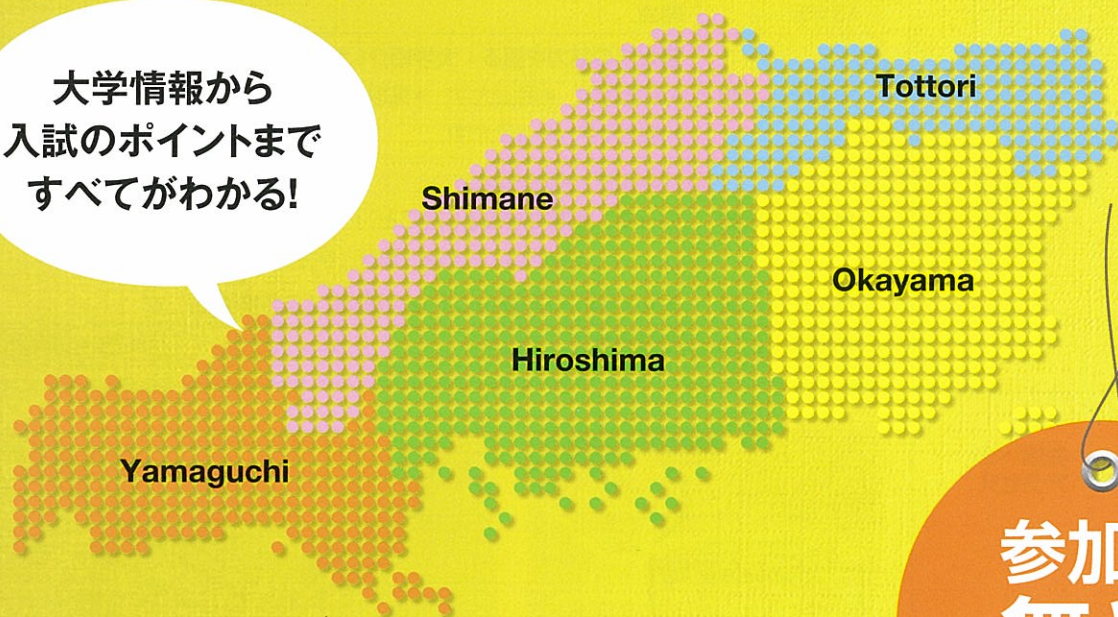 大学情報から
入試のポイントまで
すべてがわかる!
Tottori
Shimane
Okayama
Hiroshima
Yamaguchi
参加